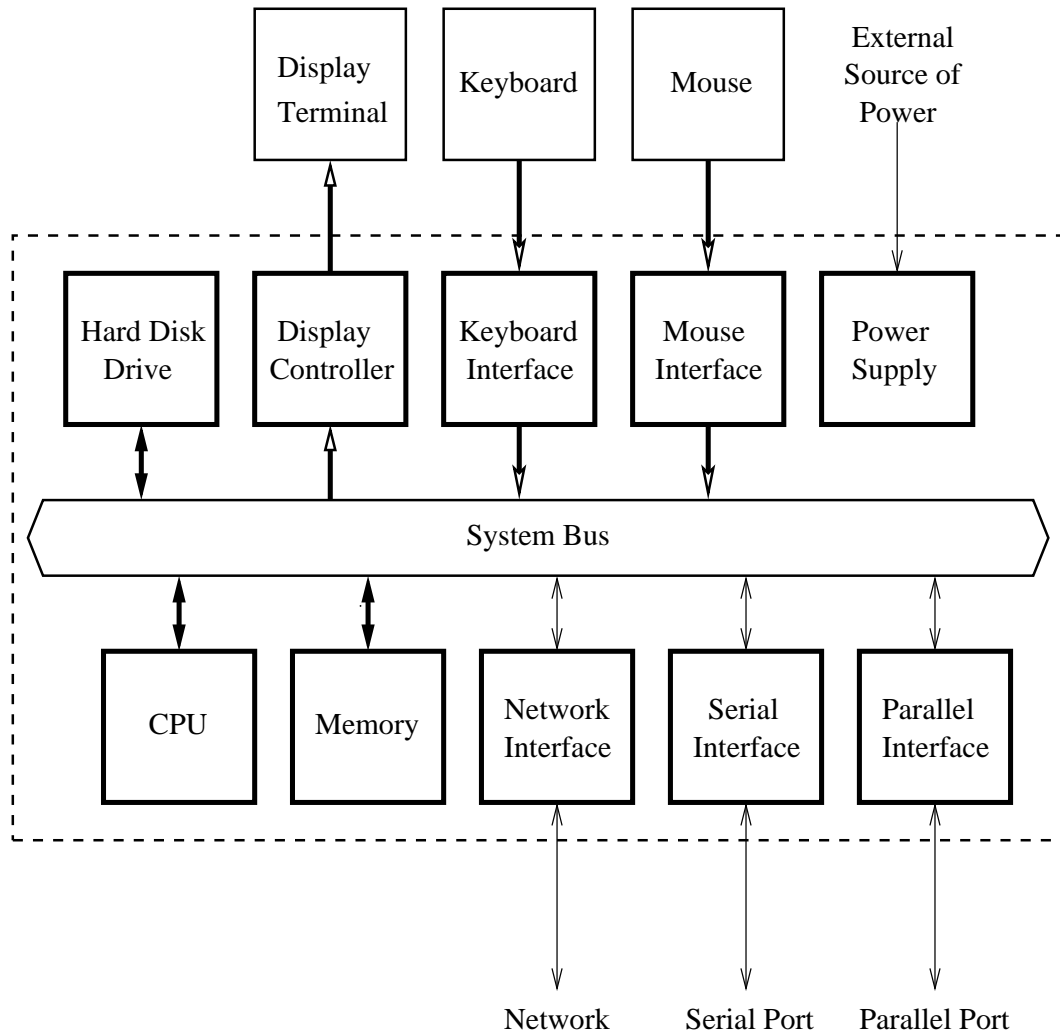 Display
Terminal
Keyboard
Mouse
External
Source of
Power
Hard Disk
Drive
Display
Controller
Keyboard
Interface
Mouse
Interface
Power
Supply
System Bus
CPU
Memory
Network
Interface
Serial
Interface
Parallel
Interface
Network
Serial Port
Parallel Port